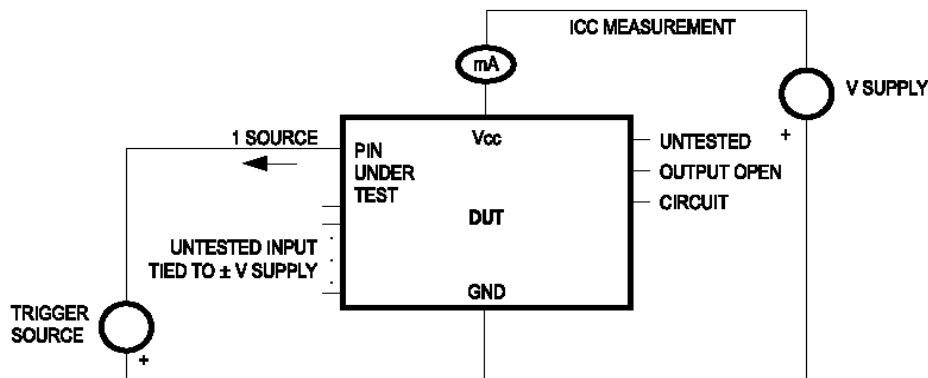 ICC MEASUREMENT
mA
V SUPPLY
+
1 SOURCE
Vcc
PIN
UNDER
TEST
UNTESTED
OUTPUT OPEN
CIRCUIT
DUT
UNTESTED INPUT
TIED TO ± V SUPPLY
GND
TRIGGER
SOURCE
+